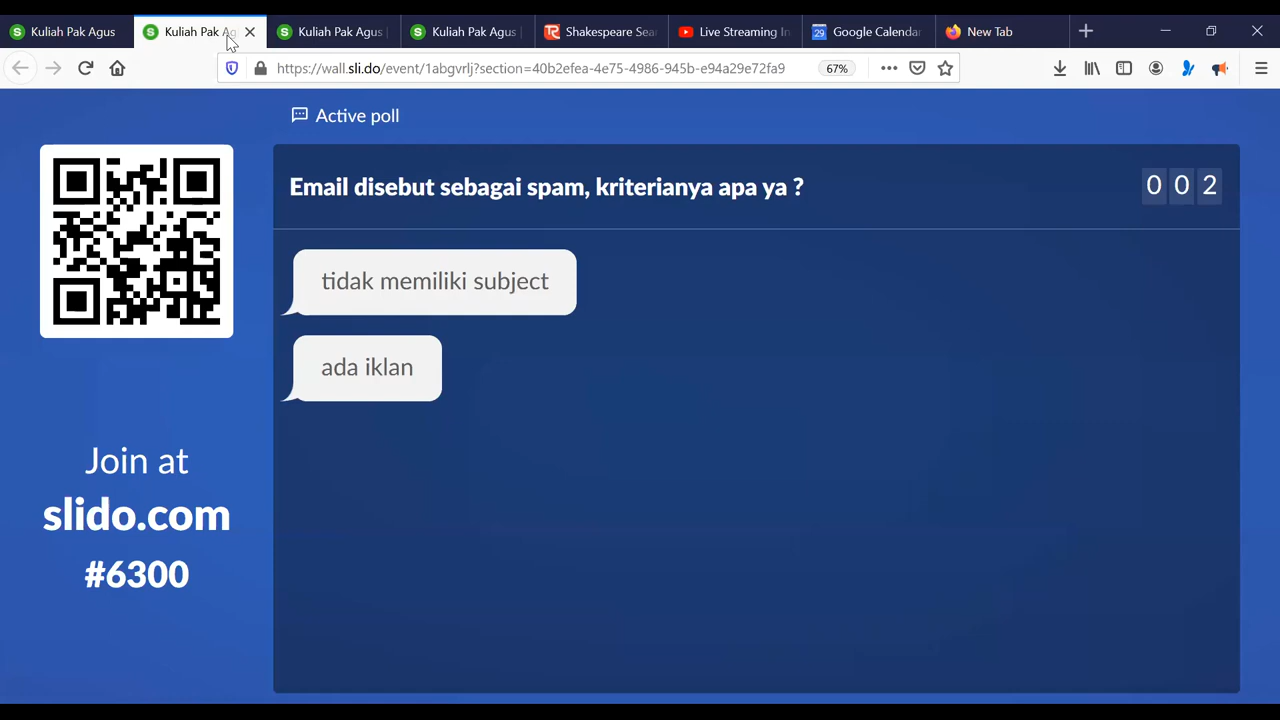 Kuliah Pak Agus
Kuliah Pak Ag
Kuliah Pak Agus
Kuliah Pak Agus
Shakespeare Sea
Live Streaming In
Google Calenda
New Tab
https://wall.sli.do/event/1abgvrlj?section=40b2efea-4e75-4986-945b-e94a29e72fa9
67%
Active poll
Email disebut sebagai spam, kriterianya apa ya ?
0 0 2
tidak memiliki subject
ada iklan
Join at
slido.com
#6300